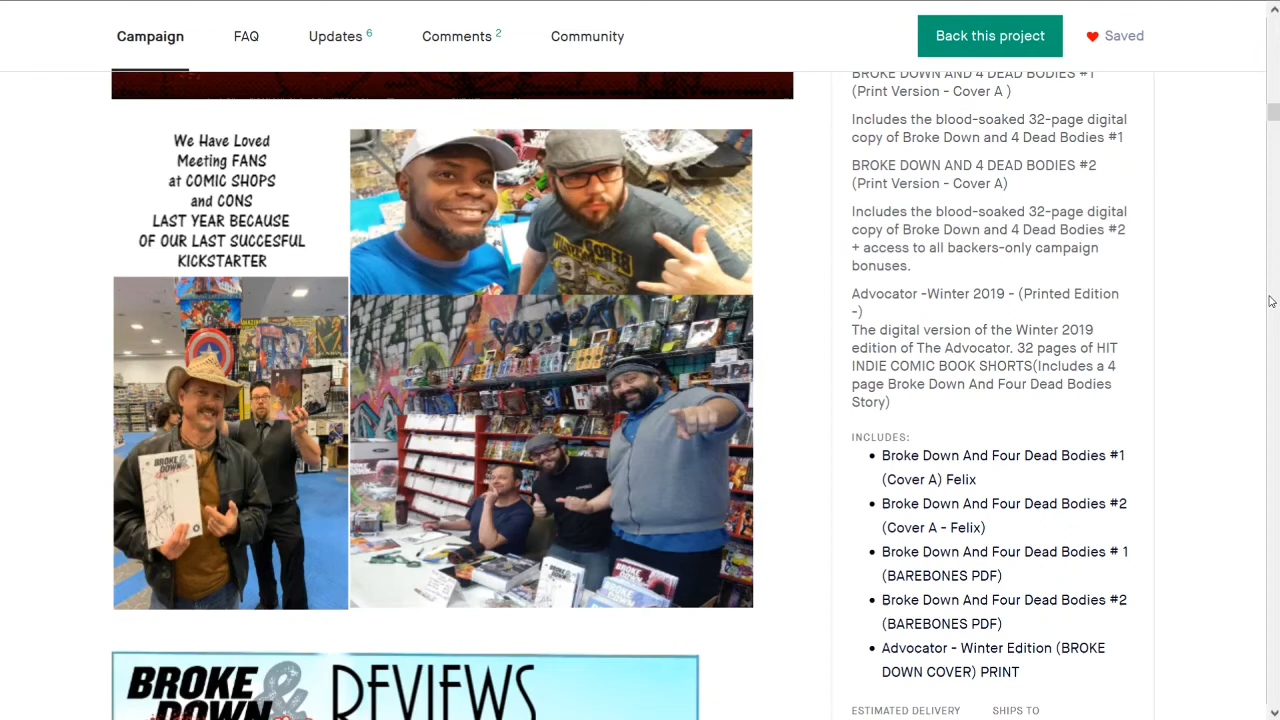 Campaign FAQ Updates 6 Comments 2 Community Back this project Saved
We Have Loved
Meeting FANS
at COMIC SHOPS
and CONS
LAST YEAR BECAUSE
OF OUR LAST SUCCESFUL
KICKSTARTER
BROKE
DOWN
BROKE
DOWN
BROKE &
DOWN
REVIEWS
BROKE DOWN AND 4 DEAD BODIES #1
(Print Version - Cover A )
Includes the blood-soaked 32-page digital
copy of Broke Down and 4 Dead Bodies #1
BROKE DOWN AND 4 DEAD BODIES #2
(Print Version - Cover A)
Includes the blood-soaked 32-page digital
copy of Broke Down and 4 Dead Bodies #2
+ access to all backers-only campaign
bonuses.
Advocator -Winter 2019 - (Printed Edition
-)
The digital version of the Winter 2019
edition of The Advocator. 32 pages of HIT
INDIE COMIC BOOK SHORTS(Includes a 4
page Broke Down And Four Dead Bodies
Story)
INCLUDES:
• Broke Down And Four Dead Bodies #1
(Cover A) Felix
• Broke Down And Four Dead Bodies #2
(Cover A - Felix)
• Broke Down And Four Dead Bodies # 1
(BAREBONES PDF)
• Broke Down And Four Dead Bodies #2
(BAREBONES PDF)
• Advocator - Winter Edition (BROKE
DOWN COVER) PRINT
ESTIMATED DELIVERY SHIPS TO